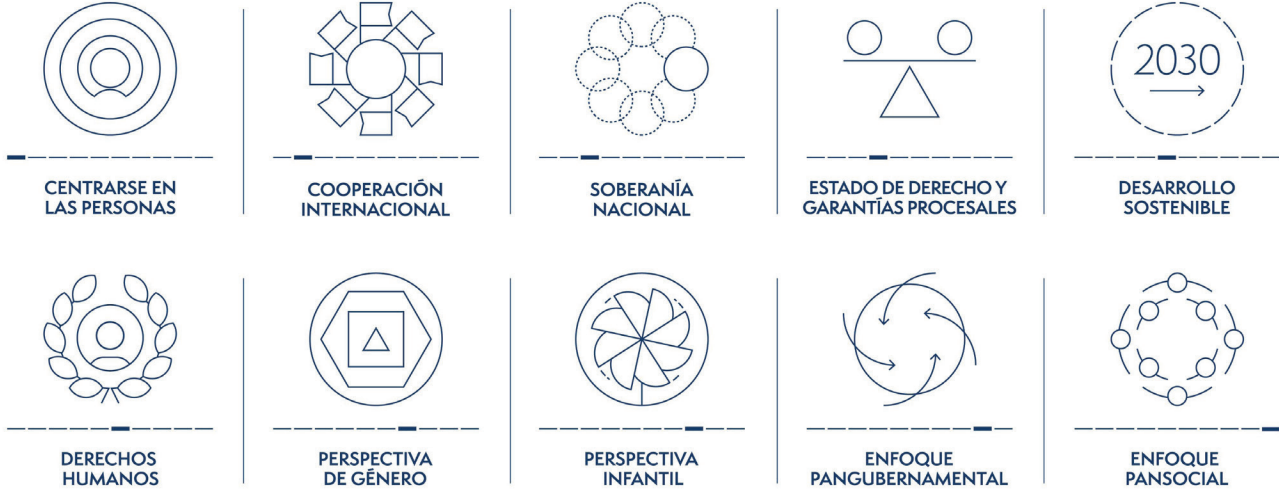 2030
CENTRARSE EN
LAS PERSONAS
COOPERACIÓN
INTERNACIONAL
SOBERANÍA
NACIONAL
ESTADO DE DERECHO Y
GARANTÍAS PROCESALES
DESARROLLO
SOSTENIBLE
DERECHOS
HUMANOS
PERSPECTIVA
DE GÉNERO
PERSPECTIVA
INFANTIL
ENFOQUE
PANGUBERNAMENTAL
ENFOQUE
PANSOCIAL